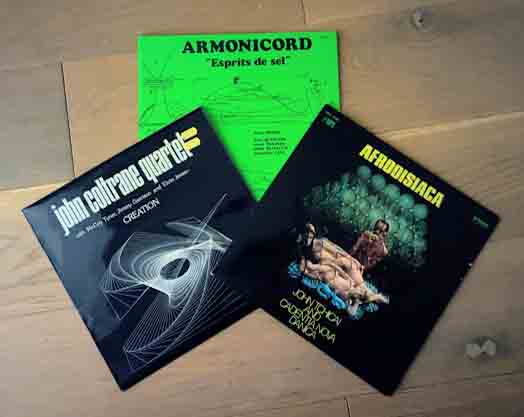 ARMONICORD
"Esprits de sel"
john coltrane quartet
with McCoy Tyner, Jimmy Garrison and Elvin Jones
CREATION
AFRODISIACA
JOHN TCHICAI
AND
CADENTIA NOVA
DANICA